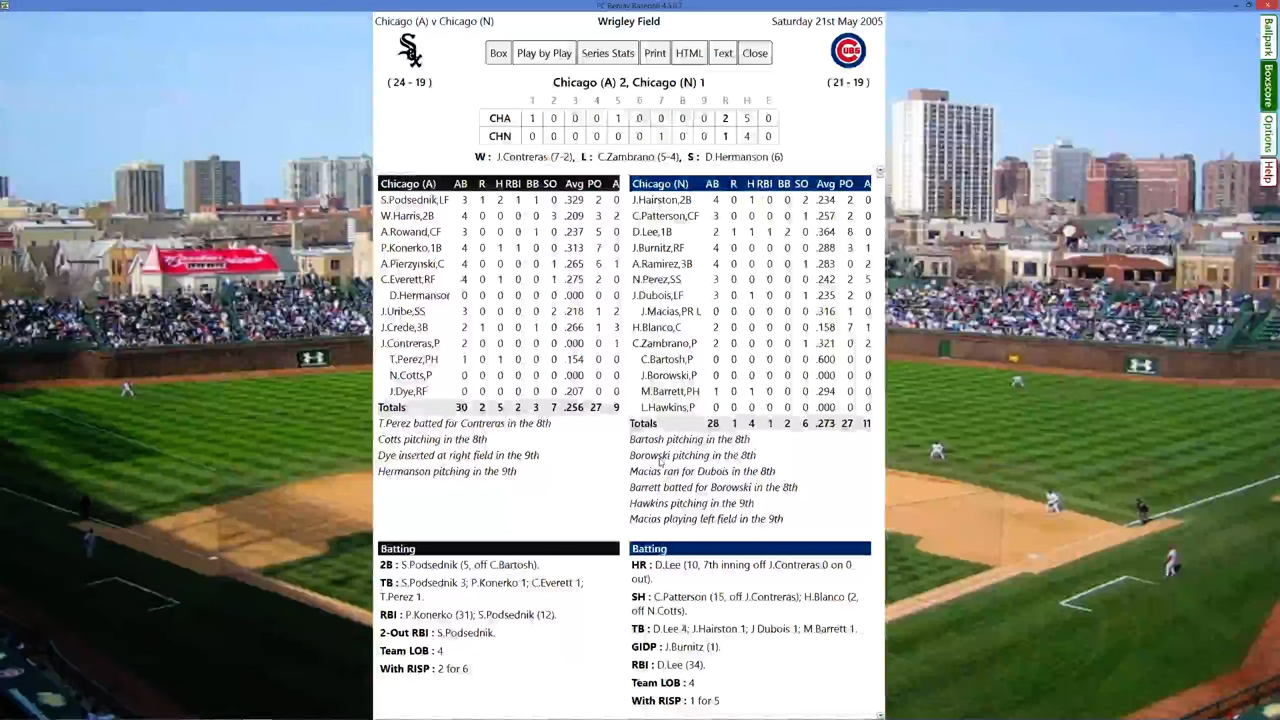 PC Replay Baseball 4.5.0.7
Chicago (A) v Chicago (N) Wrigley Field Saturday 21st May 2005
Sox
CUBS
Box Play by Play Series Stats Print HTML Text Close
( 24 - 19 ) Chicago (A) 2, Chicago (N) 1 ( 21 - 19 )
1 2 3 4 5 6 7 8 9 R H E
CHA 1 0 0 0 1 0 0 0 0 2 5 0
CHN 0 0 0 0 0 0 1 0 0 1 4 0
W : J.Contreras (7-2), L : C.Zambrano (5-4), S : D.Hermanson (6)
Chicago (A) AB R H RBI BB SO Avg PO A
S.Podsednik,LF 3 1 2 1 1 0 .329 2 0
W.Harris,2B 4 0 0 0 0 3 .209 3 2
A.Rowand,CF 3 0 0 0 1 0 .237 5 0
P.Konerko,1B 4 0 1 1 0 0 .313 7 0
A.Pierzynski,C 4 0 0 0 0 1 .265 6 0
C.Everett,RF 4 0 1 0 0 1 .275 2 0
D.Hermanson 0 0 0 0 0 0 .000 0 0
J.Uribe,SS 3 0 0 0 0 2 .218 1 2
J.Crede,3B 2 1 0 0 1 0 .266 1 3
J.Contreras,P 2 0 0 0 0 0 .000 0 1
T.Perez,PH 1 0 1 0 0 0 .154 0 0
N.Cotts,P 0 0 0 0 0 0 .000 0 0
J.Dye,RF 0 0 0 0 0 0 .207 0 0
Totals 30 2 5 2 3 7 .256 27 9
T.Perez batted for Contreras in the 8th
Cotts pitching in the 8th
Dye inserted at right field in the 9th
Hermanson pitching in the 9th
Chicago (N) AB R H RBI BB SO Avg PO A
J.Hairston,2B 4 0 1 0 0 2 .234 2 0
C.Patterson,CF 3 0 0 0 0 1 .257 2 0
D.Lee,1B 2 1 1 1 2 0 .364 8 0
J.Burnitz,RF 4 0 0 0 0 0 .288 3 1
A.Ramirez,3B 4 0 0 0 0 1 .283 0 2
N.Perez,SS 3 0 0 0 0 0 .242 2 5
J.Dubois,LF 3 0 1 0 0 1 .235 2 0
J.Macias,PR L 0 0 0 0 0 0 .316 1 0
H.Blanco,C 2 0 0 0 0 0 .158 7 1
C.Zambrano,P 2 0 0 0 0 1 .321 0 2
C.Bartosh,P 0 0 0 0 0 0 .600 0 0
J.Borowski,P 0 0 0 0 0 0 .000 0 0
M.Barrett,PH 1 0 1 0 0 0 .294 0 0
L.Hawkins,P 0 0 0 0 0 0 .000 0 0
Totals 28 1 4 1 2 6 .273 27 11
Bartosh pitching in the 8th
Borowski pitching in the 8th
Macias ran for Dubois in the 8th
Barrett batted for Borowski in the 8th
Hawkins pitching in the 9th
Macias playing left field in the 9th
Batting
2B : S.Podsednik (5, off C.Bartosh).
TB : S.Podsednik 3; P.Konerko 1; C.Everett 1;
T.Perez 1.
RBI : P.Konerko (31); S.Podsednik (12).
2-Out RBI : S.Podsednik.
Team LOB : 4
With RISP : 2 for 6
Batting
HR : D.Lee (10, 7th inning off J.Contreras 0 on 0
out).
SH : C.Patterson (15, off J.Contreras); H.Blanco (2,
off N.Cotts).
TB : D.Lee 4; J.Hairston 1; J Dubois 1; M.Barrett 1.
GIDP : J.Burnitz (1).
RBI : D.Lee (34).
Team LOB : 4
With RISP : 1 for 5
Ballpark
Boxscore
Options
Help